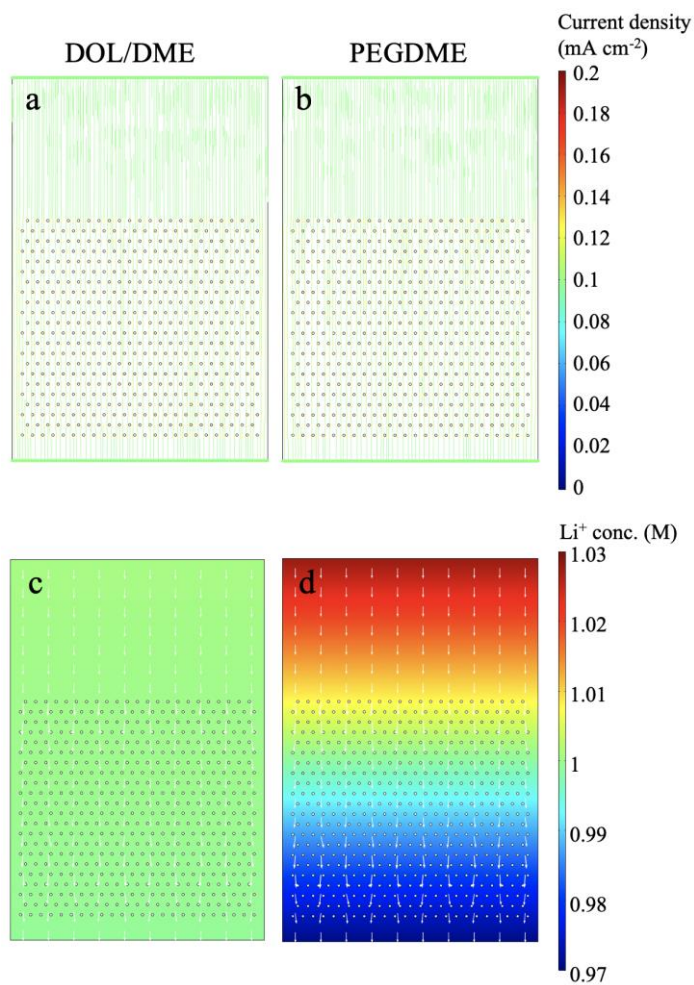 DOL/DME
PEGDME
Current density
(mA cm⁻²)
a
b
0.2
0.18
0.16
0.14
0.12
0.1
0.08
0.06
0.04
0.02
0
Li⁺ conc. (M)
c
d
1.03
1.02
1.01
1
0.99
0.98
0.97